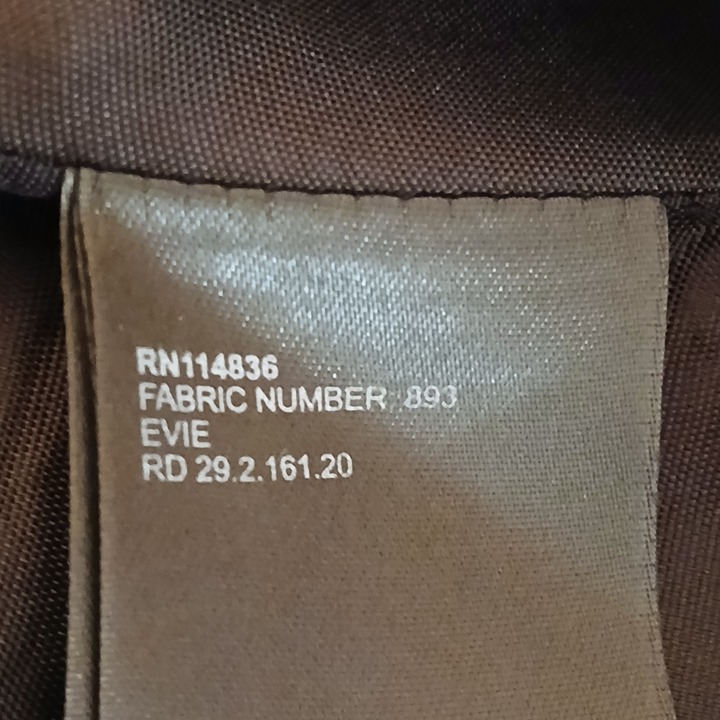 RN114836
FABRIC NUMBER: 893
EVIE
RD 29.2.161.20